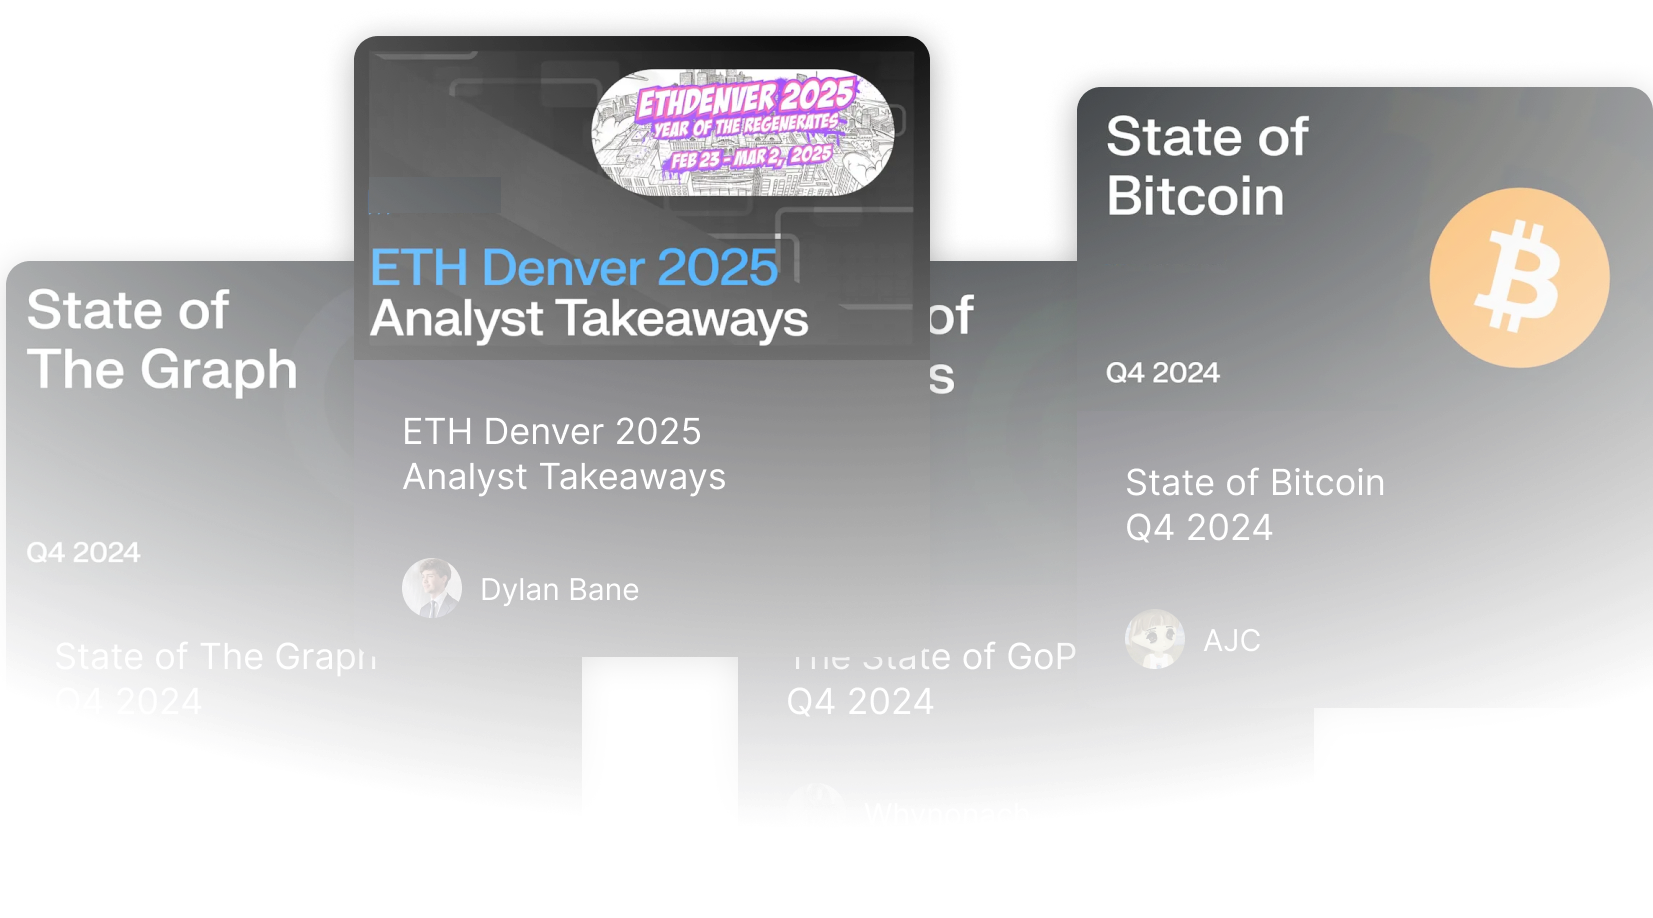 State of
The Graph
Q4 2024
State of The Graph
Q4 2024
ETHDENVER 2025
YEAR OF THE REGENERATES
FEB 23 - MAR 2, 2025
ETH Denver 2025
Analyst Takeaways
ETH Denver 2025
Analyst Takeaways
Dylan Bane
of
s
The State of GoP
Q4 2024
State of
Bitcoin
Q4 2024
State of Bitcoin
Q4 2024
AJC